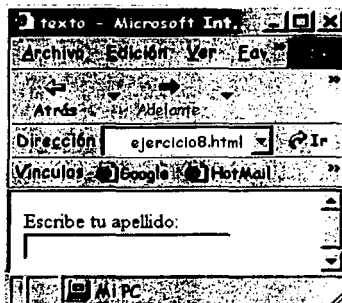 texto - Microsoft Int.
Archivo Edición Ver Fav »
Atrás Adelante »
Dirección ejercicio8.html Ir
Vínculos Google HotMail »
Escribe tu apellido:
Mi PC